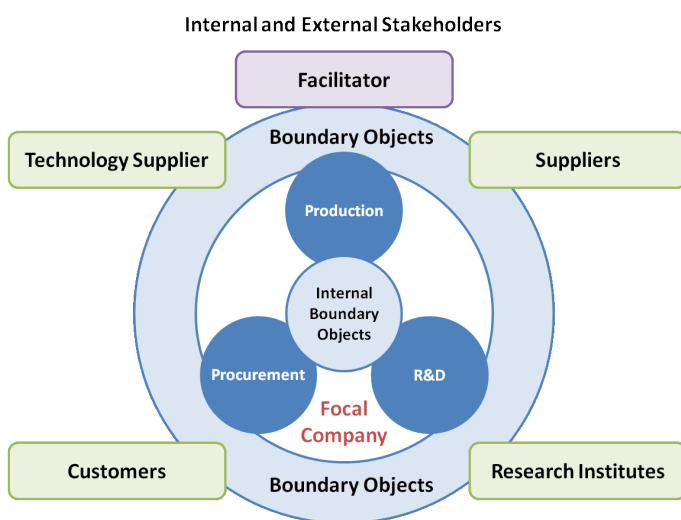 Internal and External Stakeholders
Facilitator
Boundary Objects
Technology Supplier
Suppliers
Production
Internal
Boundary
Objects
Procurement
R&D
Focal
Company
Customers
Research Institutes
Boundary Objects